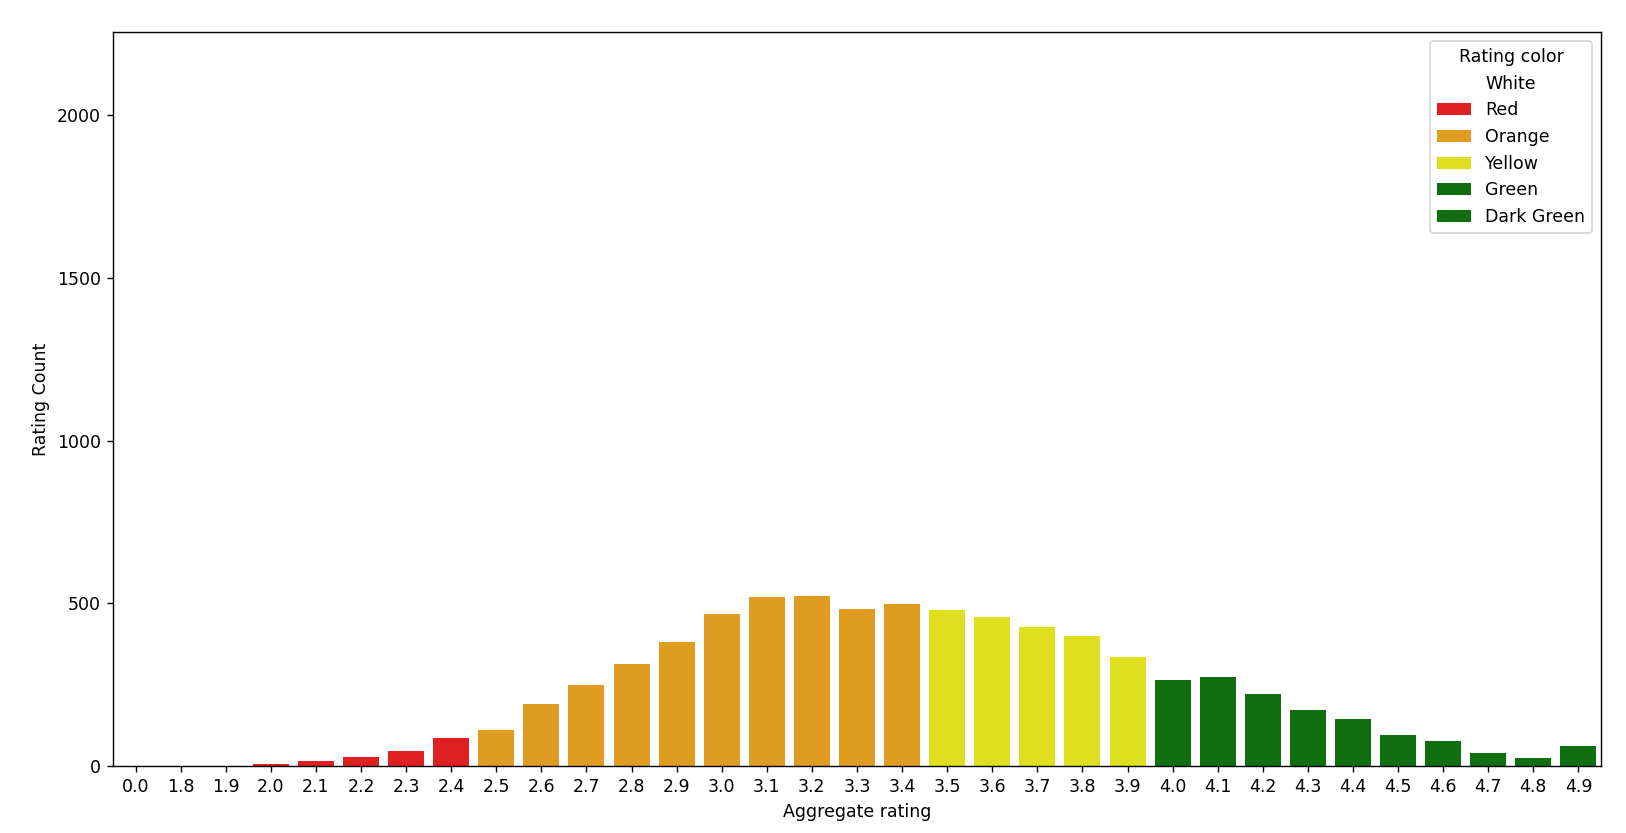 Rating color
White
Red
Orange
Yellow
Green
Dark Green
Rating Count
2000
1500
1000
500
0
0.0 1.8 1.9 2.0 2.1 2.2 2.3 2.4 2.5 2.6 2.7 2.8 2.9 3.0 3.1 3.2 3.3 3.4 3.5 3.6 3.7 3.8 3.9 4.0 4.1 4.2 4.3 4.4 4.5 4.6 4.7 4.8 4.9
Aggregate rating